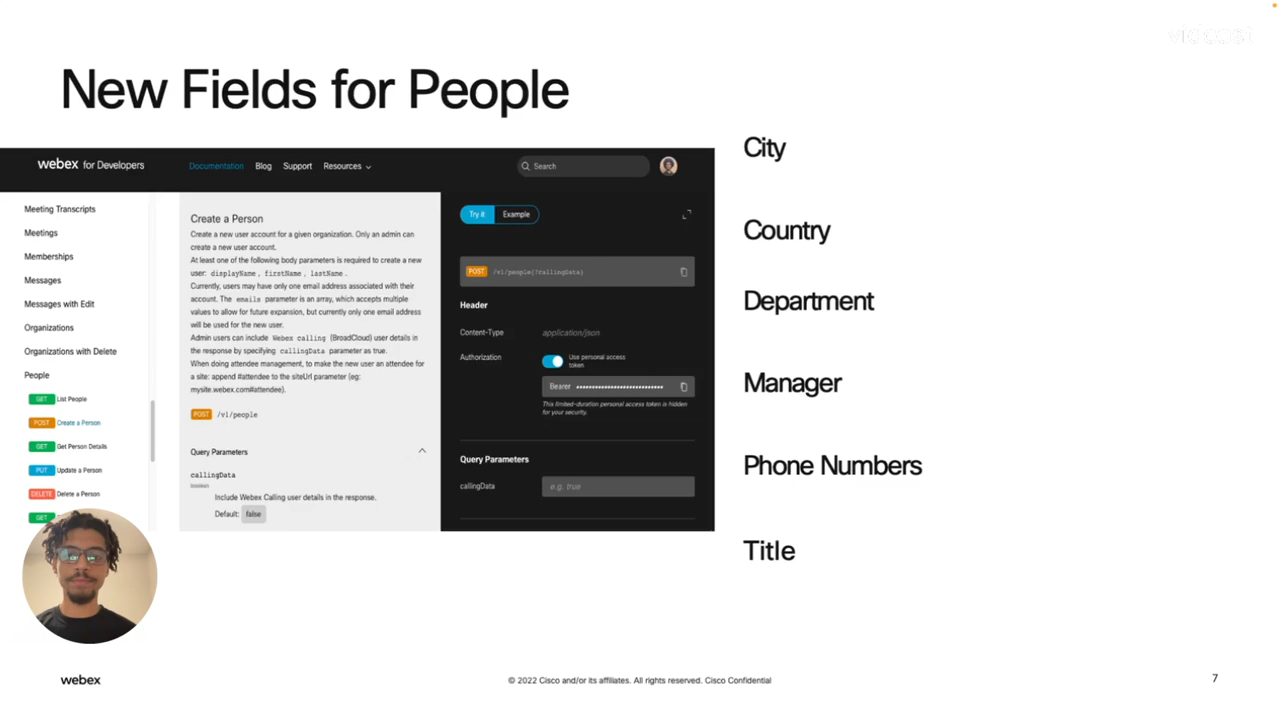 vidcast
New Fields for People
webex for Developers
Documentation Blog Support Resources
Search
Meeting Transcripts
Meetings
Memberships
Messages
Messages with Edit
Organizations
Organizations with Delete
People
GET List People
POST Create a Person
GET Get Person Details
PUT Update a Person
DELETE Delete a Person
GET
Create a Person
Create a new user account for a given organization. Only an admin can
create a new user account.
At least one of the following body parameters is required to create a new
user: displayName, firstName, lastName.
Currently, users may have only one email address associated with their
account. The emails parameter is an array, which accepts multiple
values to allow for future expansion, but currently only one email address
will be used for the new user.
Admin users can include Webex calling (BroadCloud) user details in
the response by specifying callingData parameter as true.
When doing attendee management, to make the new user an attendee for
a site: append #attendee to the siteUrl parameter (eg:
mysite.webex.com#attendee).
POST /v1/people
Query Parameters
callingData
boolean
Include Webex Calling user details in the response.
Default: false
Try it Example
POST /v1/people{?callingData}
Header
Content-Type application/json
Authorization Use personal access
token
Bearer ••••••••••••••••••••••••••
This limited-duration personal access token is hidden
for your security.
Query Parameters
callingData e.g. true
City
Country
Department
Manager
Phone Numbers
Title
webex
© 2022 Cisco and/or its affiliates. All rights reserved. Cisco Confidential
7